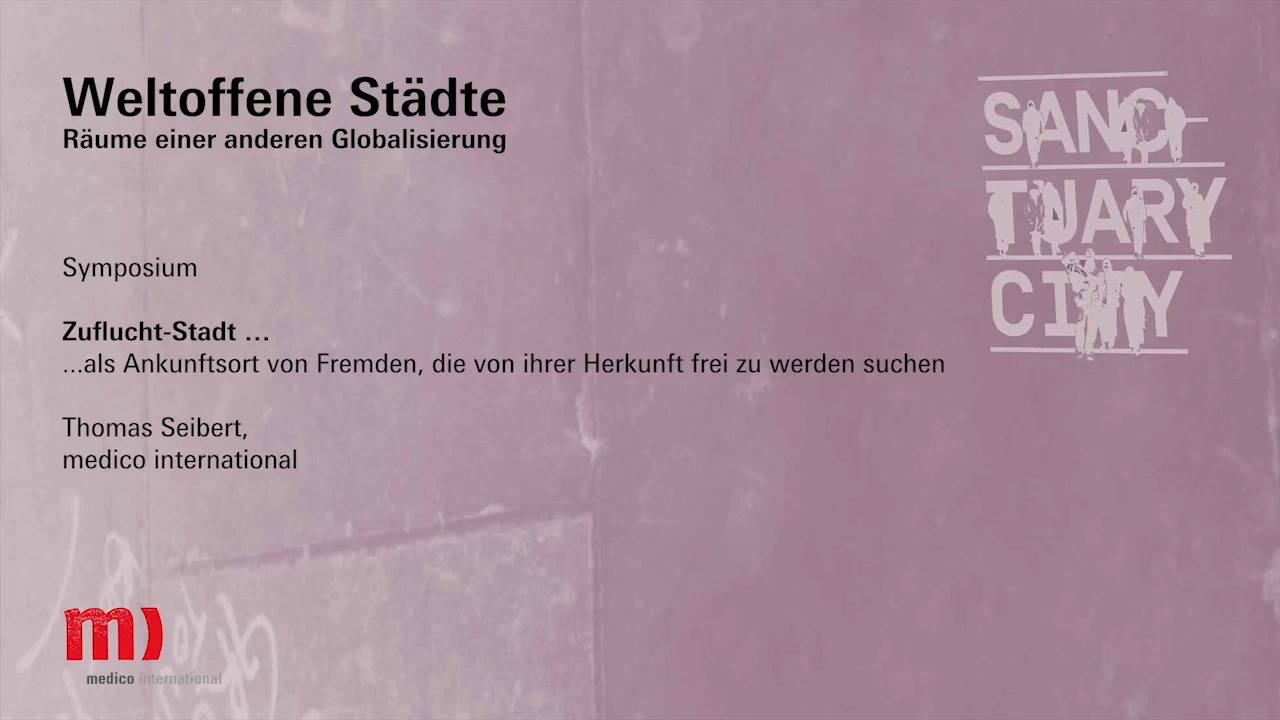 Weltoffene Städte
Räume einer anderen Globalisierung
SANC-
TUARY
CITY
Symposium
Zuflucht-Stadt ...
...als Ankunftsort von Fremden, die von ihrer Herkunft frei zu werden suchen
Thomas Seibert,
medico international
m)
medico international